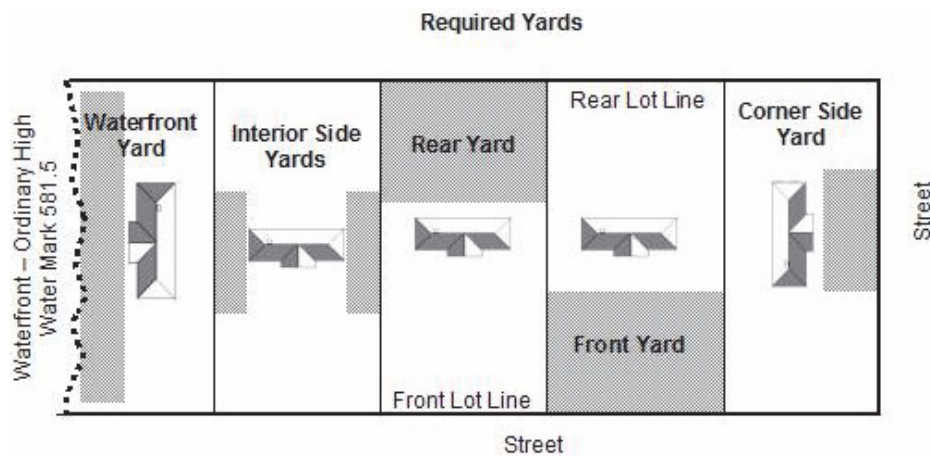 Required Yards
Waterfront – Ordinary High
Water Mark 581.5
Waterfront
Yard
Interior Side
Yards
Rear Yard
Front Lot Line
Rear Lot Line
Front Yard
Corner Side
Yard
Street
Street